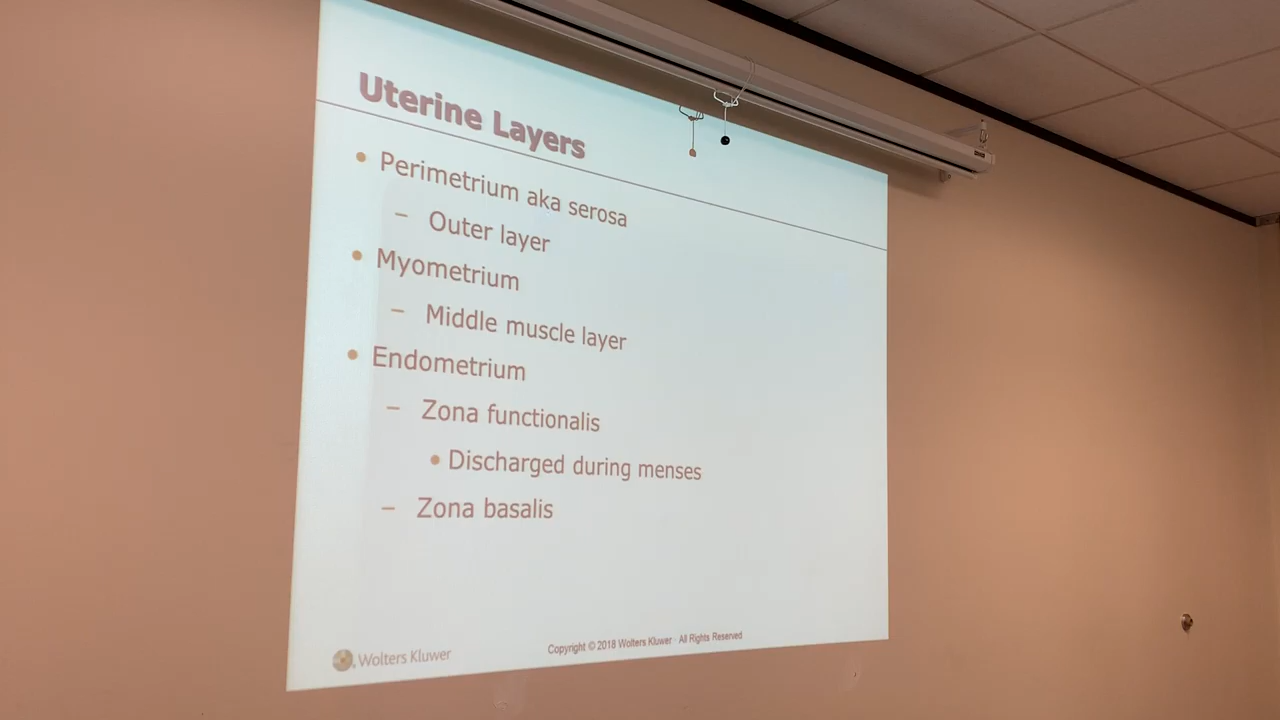 Uterine Layers
• Perimetrium aka serosa
– Outer layer
• Myometrium
– Middle muscle layer
• Endometrium
– Zona functionalis
• Discharged during menses
– Zona basalis
Wolters Kluwer
Copyright © 2018 Wolters Kluwer · All Rights Reserved